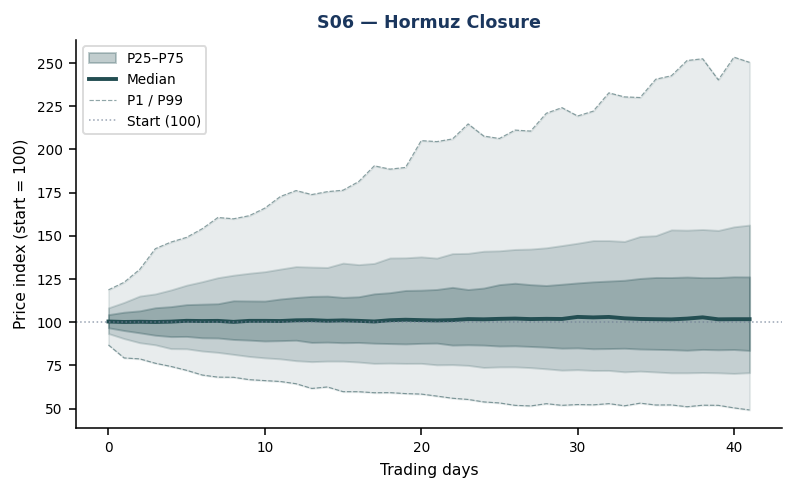 S06 — Hormuz Closure
P25–P75
Median
P1 / P99
Start (100)
Price index (start = 100)
250
225
200
175
150
125
100
75
50
0 10 20 30 40
Trading days